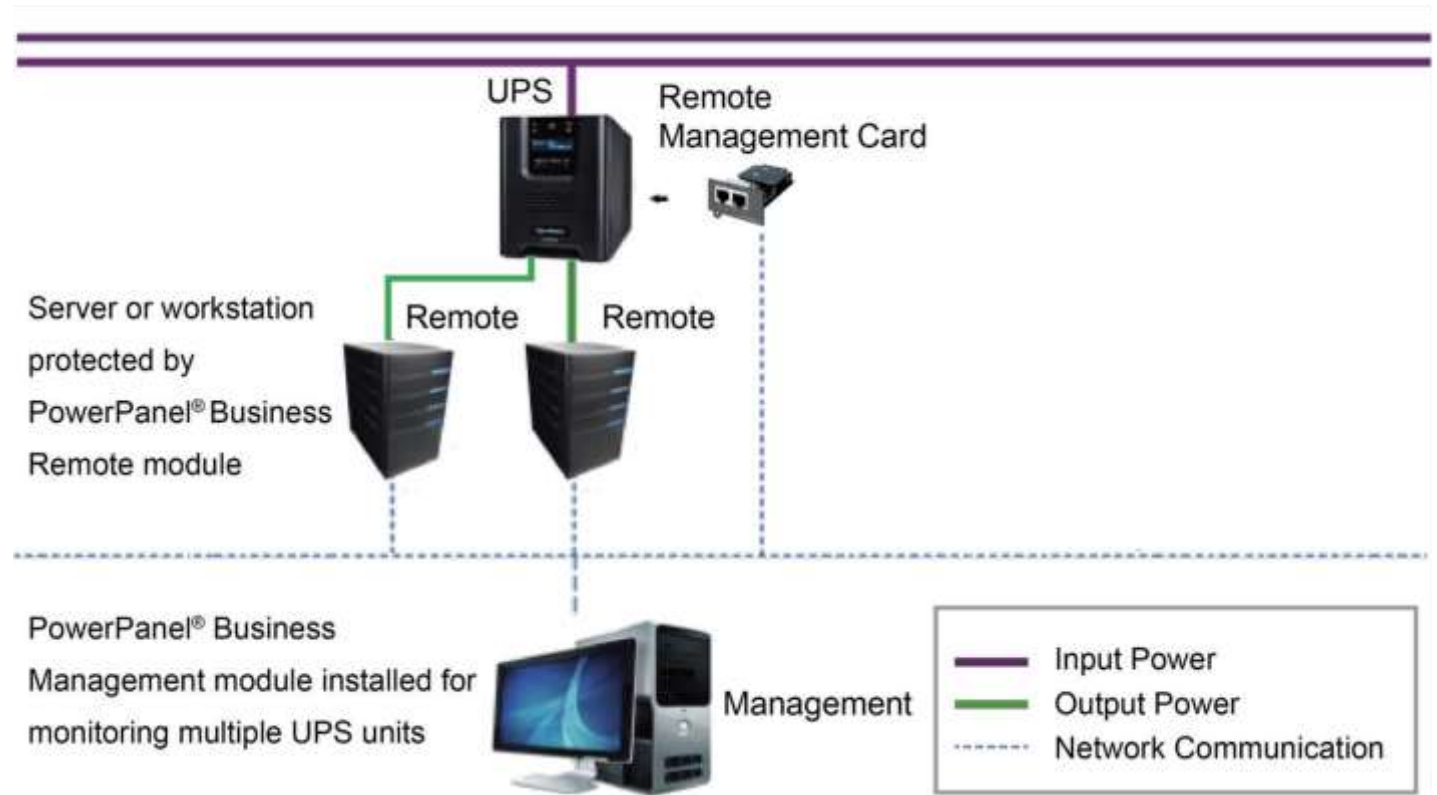 UPS
Remote
Management Card
Server or workstation
protected by
PowerPanel® Business
Remote module
Remote
Remote
PowerPanel® Business
Management module installed for
monitoring multiple UPS units
Management
Input Power
Output Power
Network Communication